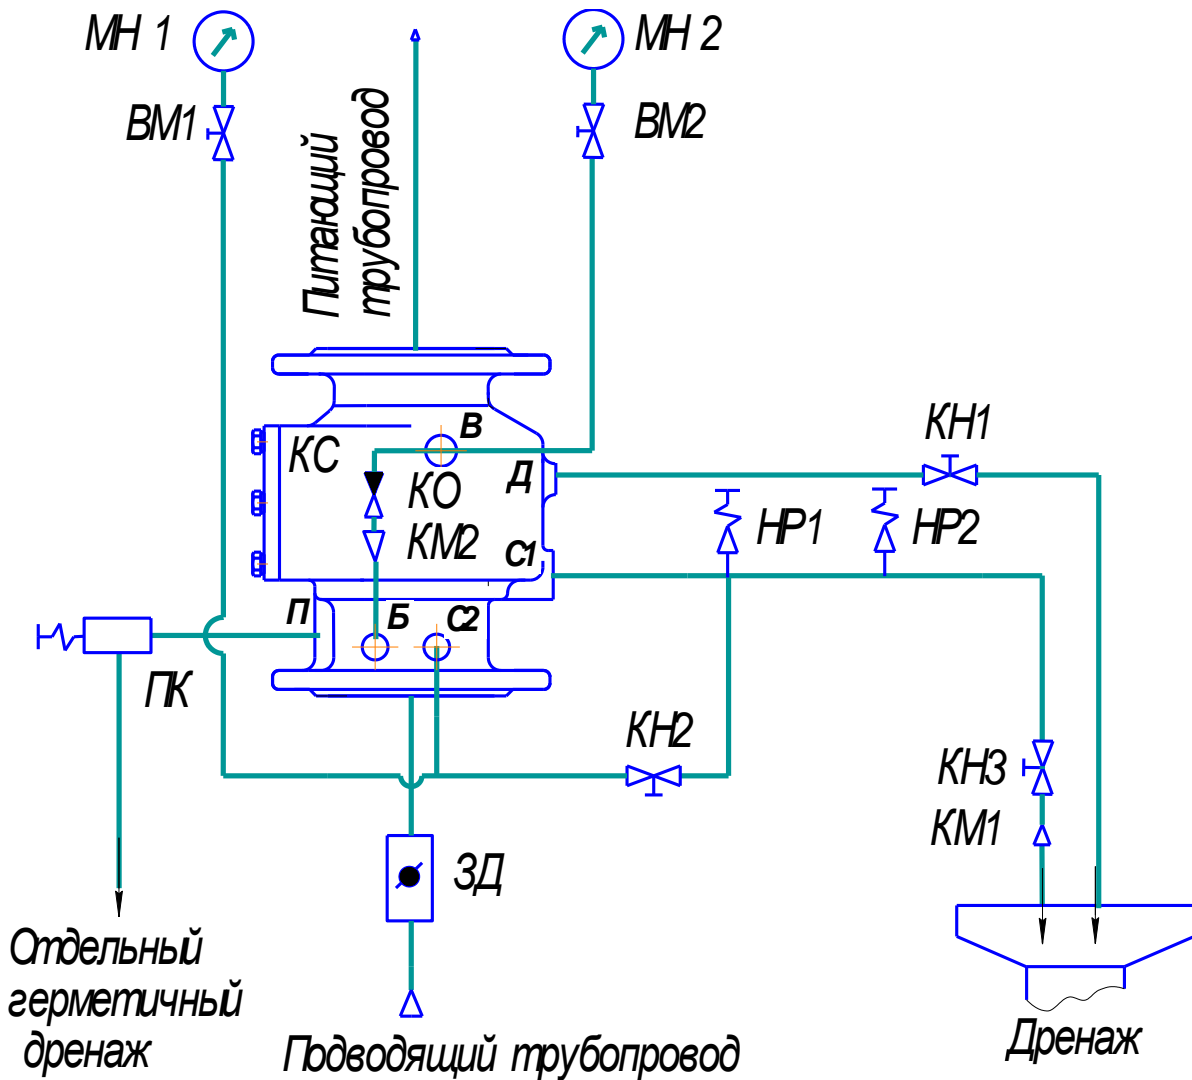 МН 1
МН 2
ВМ1
ВМ2
Питающий
трубопровод
КС
В
КО
КМ2
Д
С1
КН1
НР1
НР2
П
Б
С2
ПК
КН2
КН3
КМ1
ЗД
Отдельный
герметичный
дренаж
Подводящий трубопровод
Дренаж